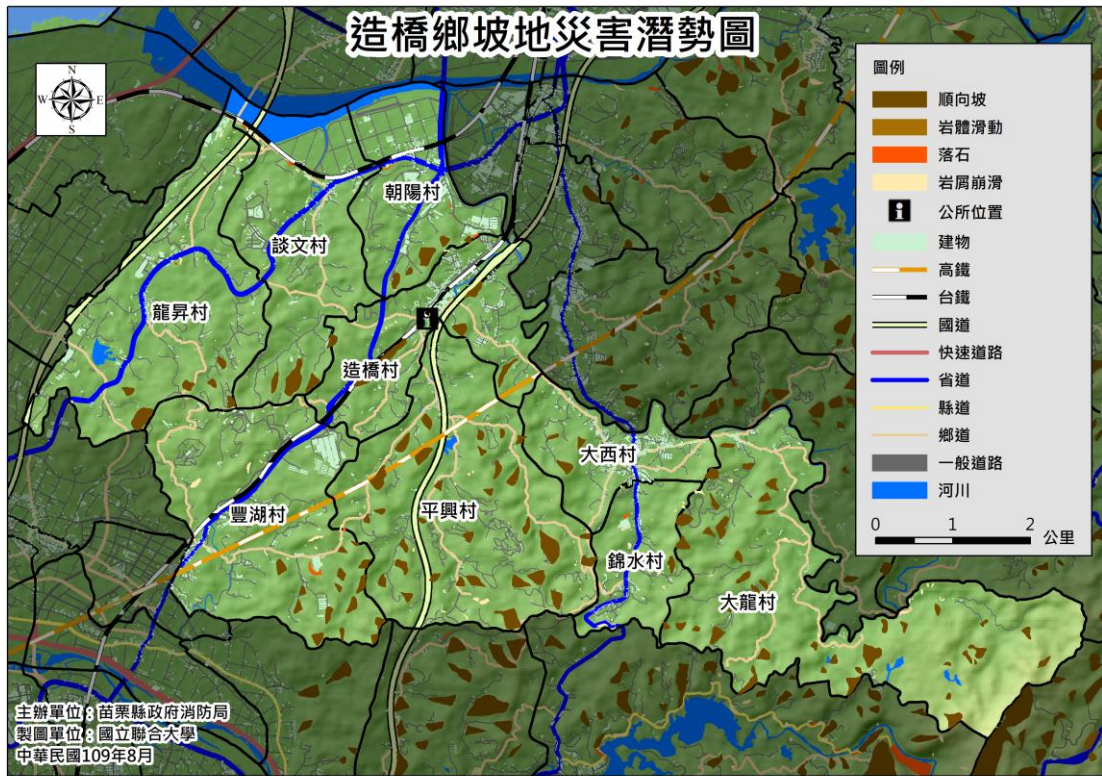 造橋鄉坡地災害潛勢圖
N
W
E
S
圖例
順向坡
岩體滑動
落石
岩屑崩滑
i
公所位置
建物
高鐵
台鐵
國道
快速道路
省道
縣道
鄉道
一般道路
河川
0 1 2
公里
朝陽村
談文村
龍昇村
i
造橋村
大西村
豐湖村
平興村
錦水村
大龍村
主辦單位：苗栗縣政府消防局
製圖單位：國立聯合大學
中華民國109年8月